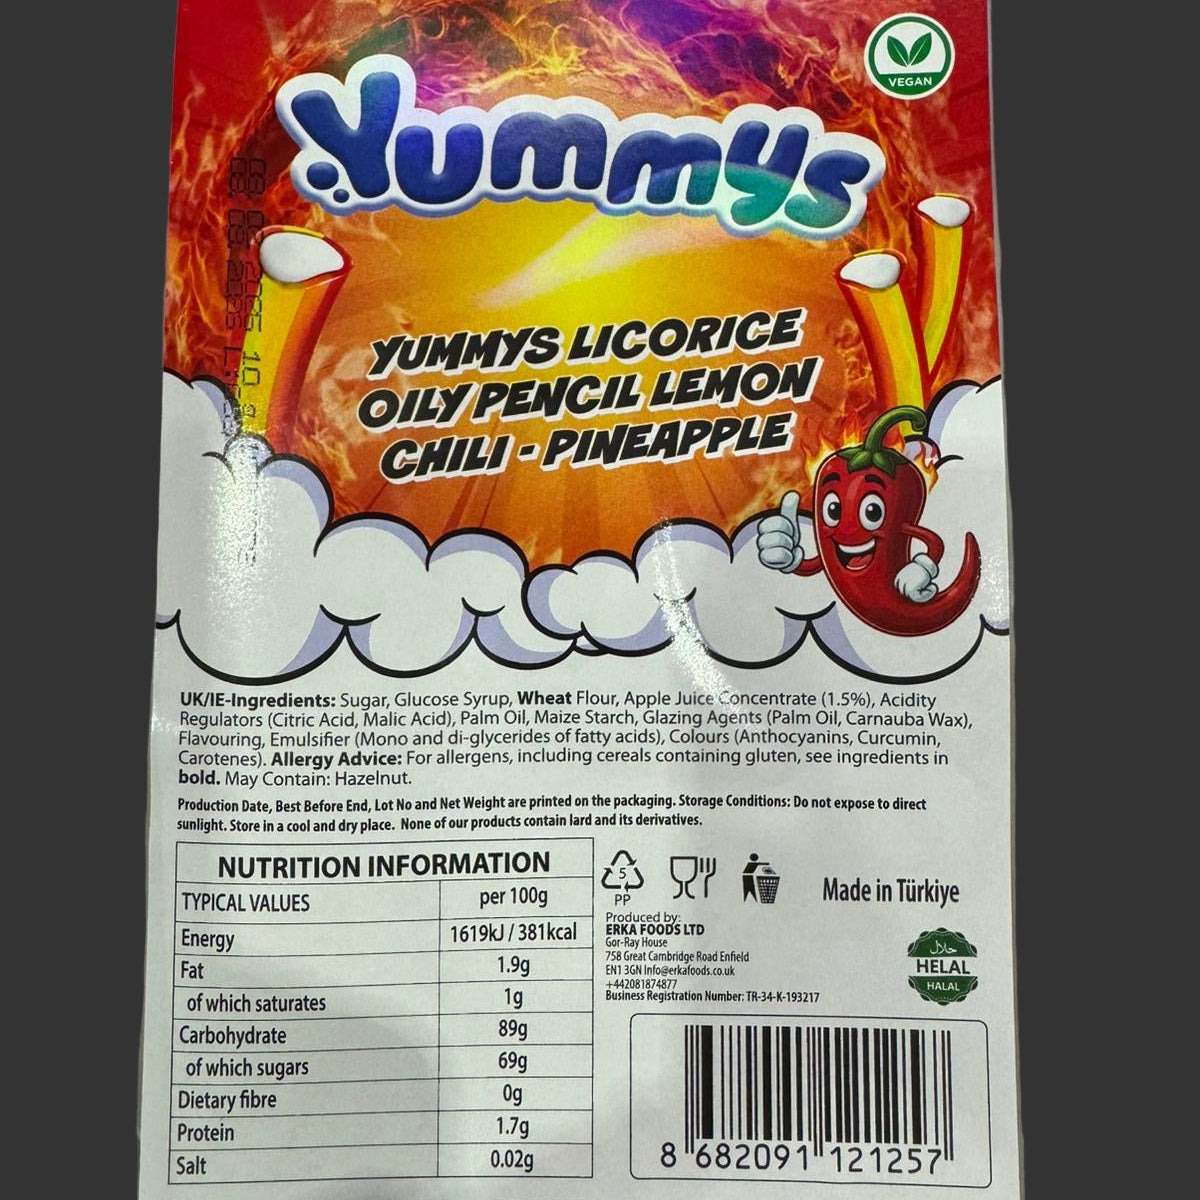 VEGAN
Yummys
YUMMYS LICORICE
OILY PENCIL LEMON
CHILI - PINEAPPLE
UK/IE-Ingredients: Sugar, Glucose Syrup, Wheat Flour, Apple Juice Concentrate (1.5%), Acidity
Regulators (Citric Acid, Malic Acid), Palm Oil, Maize Starch, Glazing Agents (Palm Oil, Carnauba Wax),
Flavouring, Emulsifier (Mono and di-glycerides of fatty acids), Colours (Anthocyanins, Curcumin,
Carotenes). Allergy Advice: For allergens, including cereals containing gluten, see ingredients in
bold. May Contain: Hazelnut.
Production Date, Best Before End, Lot No and Net Weight are printed on the packaging. Storage Conditions: Do not expose to direct
sunlight. Store in a cool and dry place. None of our products contain lard and its derivatives.
NUTRITION INFORMATION
TYPICAL VALUES per 100g
Energy 1619kJ / 381kcal
Fat 1.9g
of which saturates 1g
Carbohydrate 89g
of which sugars 69g
Dietary fibre 0g
Protein 1.7g
Salt 0.02g
5
PP
Made in Türkiye
Produced by:
ERKA FOODS LTD
Gor-Ray House
758 Great Cambridge Road Enfield
EN1 3GN Info@erkafoods.co.uk
+442081874877
Business Registration Number: TR-34-K-193217
حلال
HELAL
HALAL
8 682091 121257